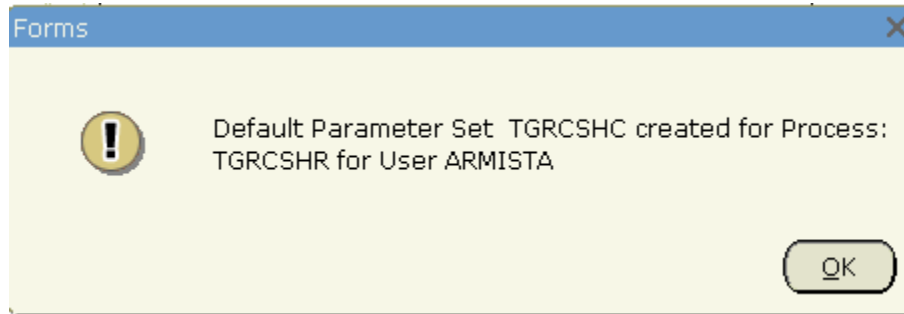 Forms
Default Parameter Set TGRCSHC created for Process:
TGRCSHR for User ARMISTA
OK